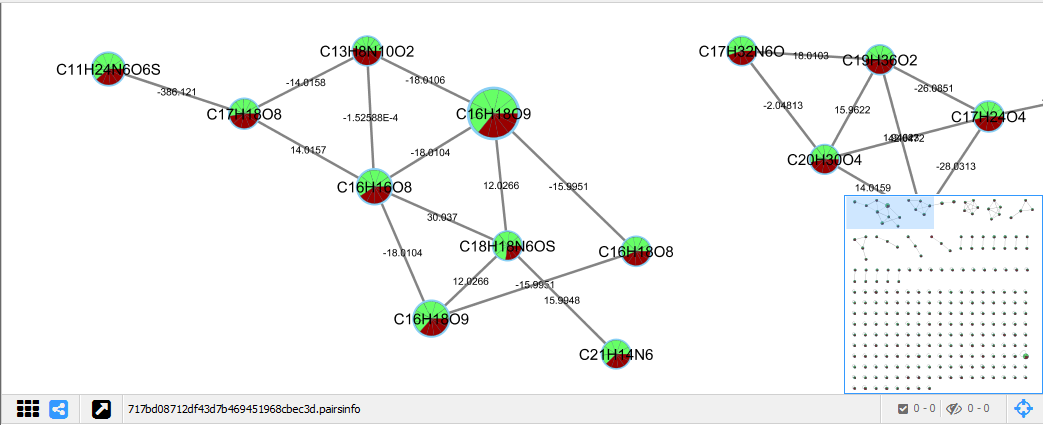 C13H8N10O2
C17H32N6O
18.0103
C19H36O2
C11H24N6O6S
-14.0158
-18.0106
-386.121
-26.0851
C17H18O8
C16H18O9
-2.04813
15.9622
C17H24O4
-1.52588E-4
14.0157
-18.0104
C20H30O4
-28.0313
C16H16O8
12.0266
-15.9951
14.0159
30.037
C18H18N6OS
C16H18O8
-18.0104
12.0266
-15.9951
15.9948
C16H18O9
C21H14N6
717bd08712df43d7b469451968cbec3d.pairsinfo
0 - 0
0 - 0